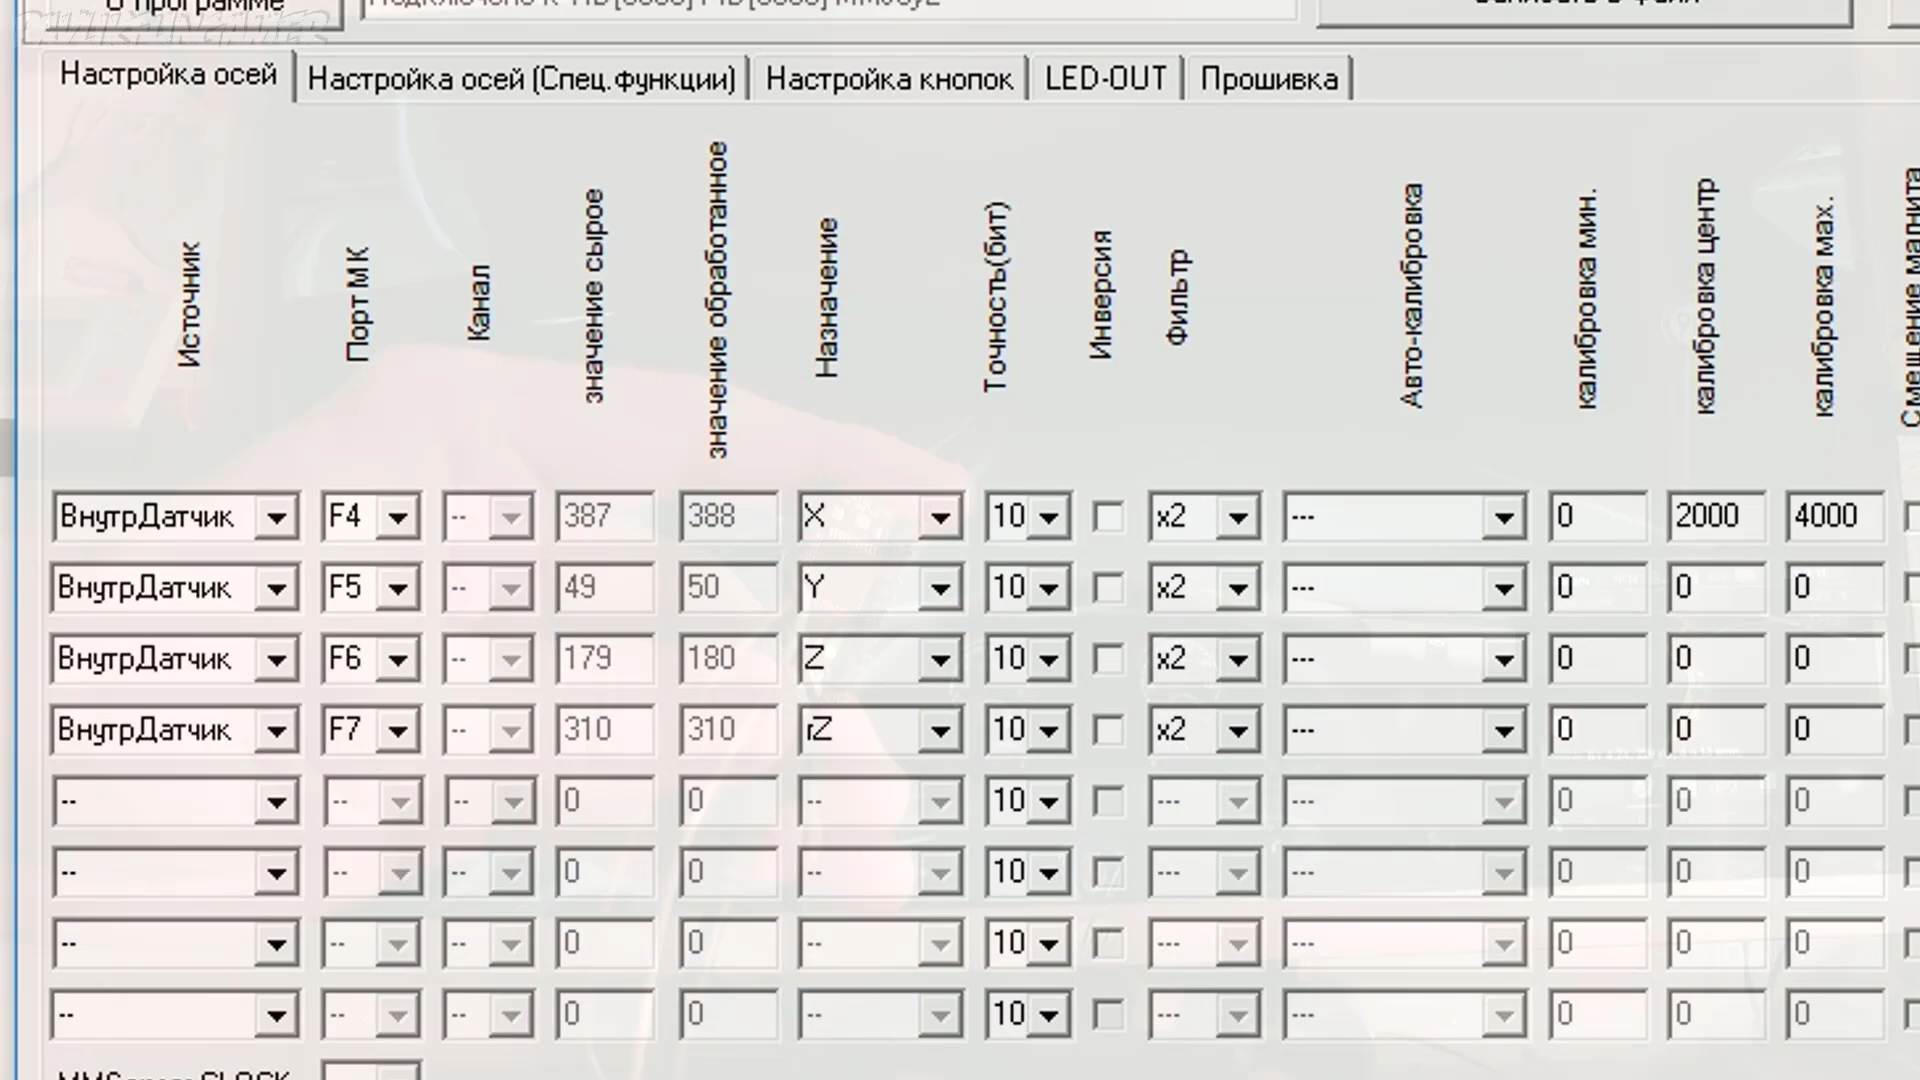 О программе
Настройка осей Настройка осей (Спец.функции) Настройка кнопок LED-OUT Прошивка
Источник Порт МК Канал значение сырое значение обработанное Назначение Точность(бит) Инверсия Фильтр Авто-калибровка калибровка мин. калибровка центр калибровка мах. Смещение магнита
ВнутрДатчик F4 -- 387 388 X 10 x2 --- 0 2000 4000
ВнутрДатчик F5 -- 49 50 Y 10 x2 --- 0 0 0
ВнутрДатчик F6 -- 179 180 Z 10 x2 --- 0 0 0
ВнутрДатчик F7 -- 310 310 rZ 10 x2 --- 0 0 0
-- -- -- 0 0 -- 10 --- --- 0 0 0
-- -- -- 0 0 -- 10 --- --- 0 0 0
-- -- -- 0 0 -- 10 --- --- 0 0 0
-- -- -- 0 0 -- 10 --- --- 0 0 0